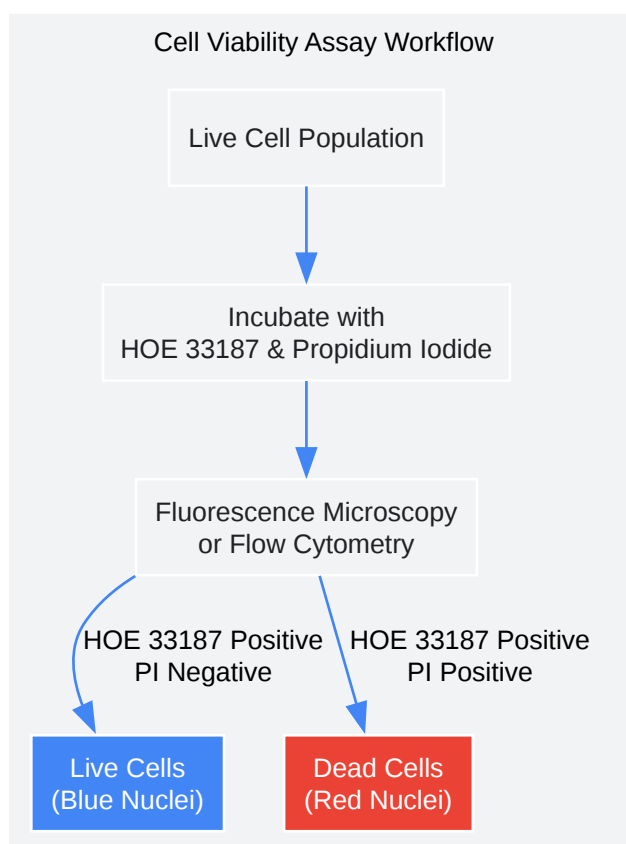 Cell Viability Assay Workflow
Live Cell Population
Incubate with
HOE 33187 & Propidium Iodide
Fluorescence Microscopy
or Flow Cytometry
HOE 33187 Positive
PI Negative
HOE 33187 Positive
PI Positive
Live Cells
(Blue Nuclei)
Dead Cells
(Red Nuclei)